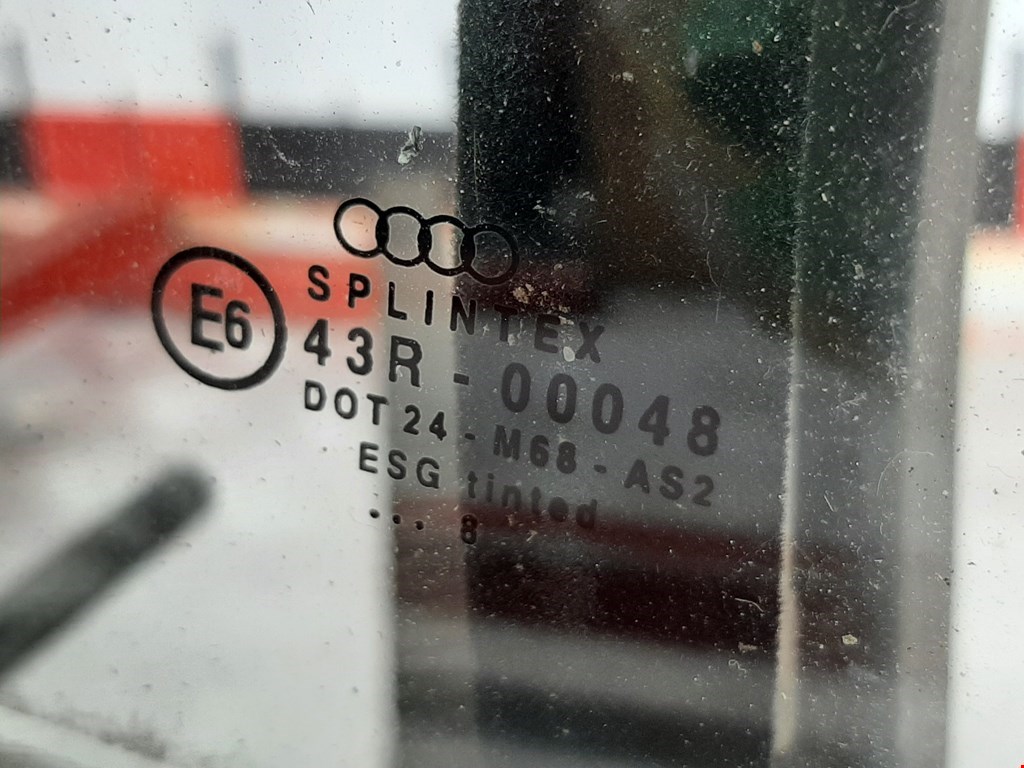 SPLINTEX
E6
43R-00048
DOT 24-M68-AS2
ESG tinted
... 8